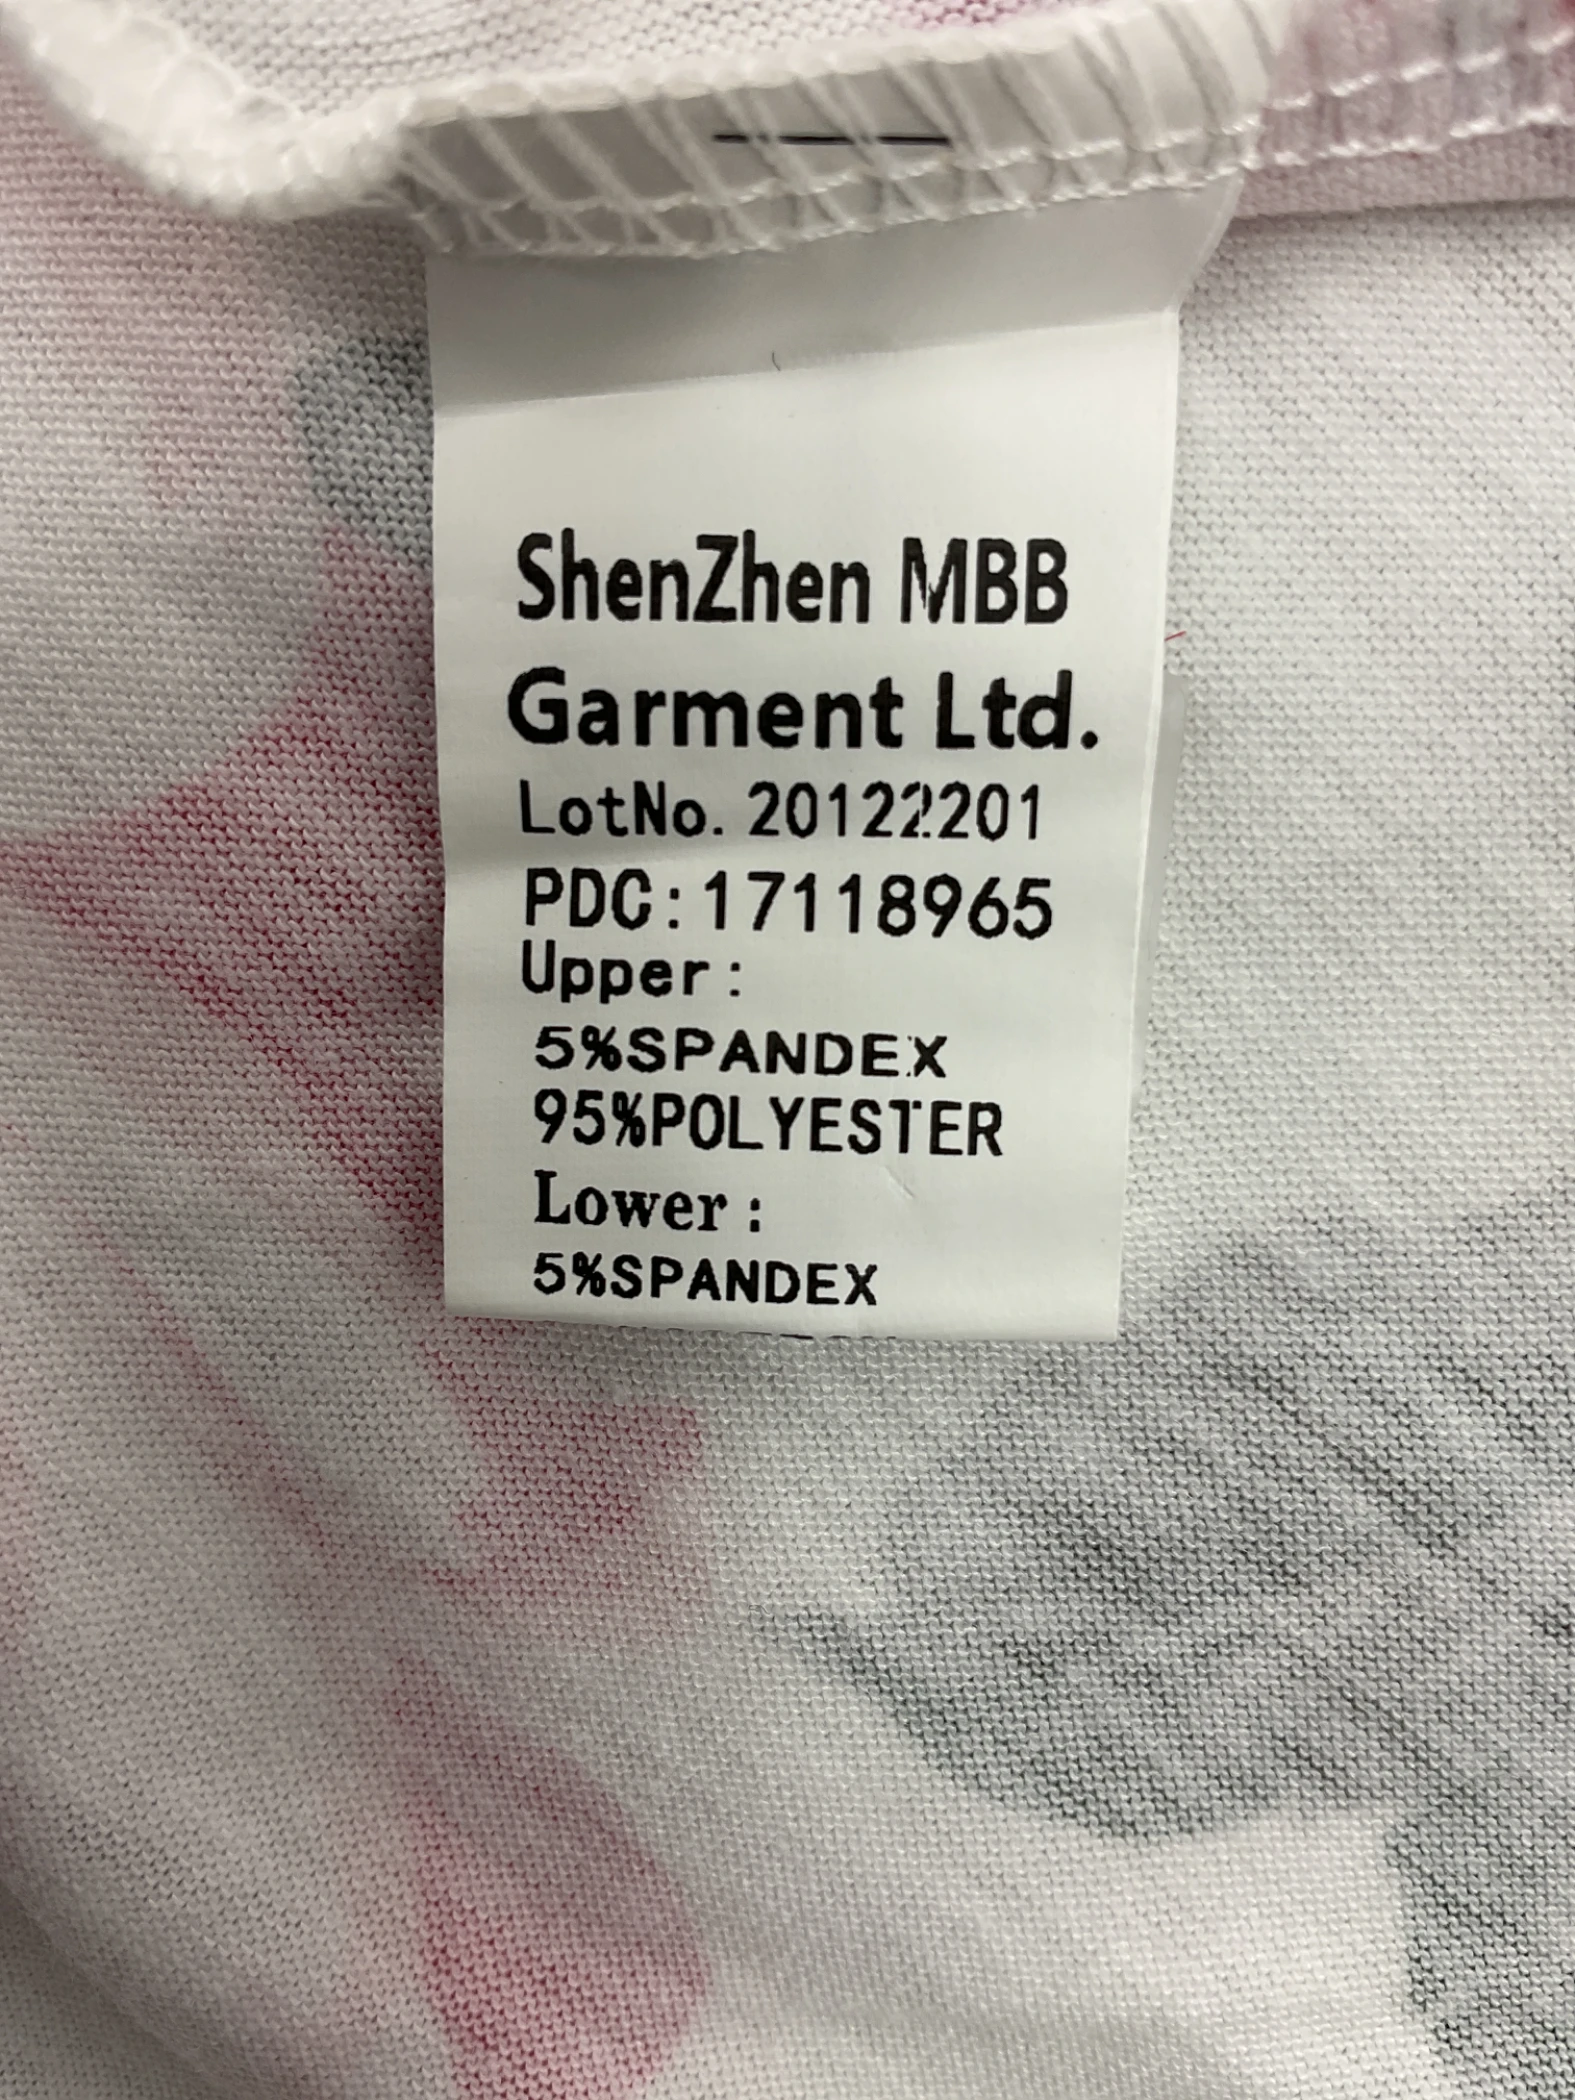 ShenZhen MBB
Garment Ltd.
LotNo. 20122201
PDC:17118965
Upper:
5%SPANDEX
95%POLYESTER
Lower:
5%SPANDEX